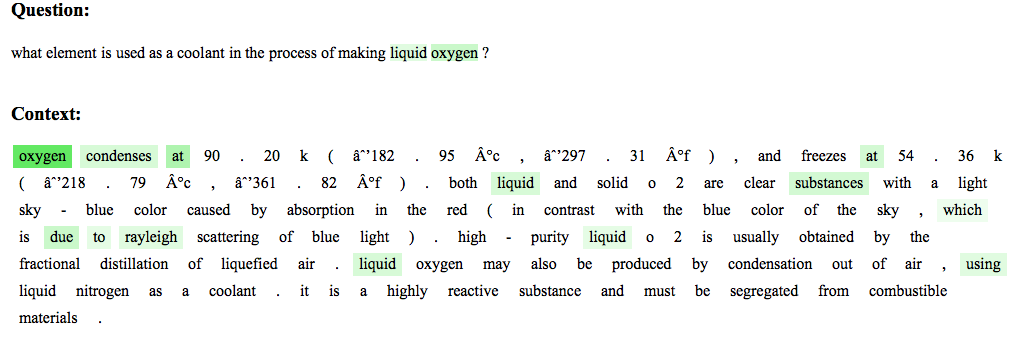 Question:
what element is used as a coolant in the process of making liquid oxygen ?
Context:
oxygen condenses at 90 . 20 k ( âˆ’182 . 95 Â°c , âˆ’297 . 31 Â°f ) , and freezes at 54 . 36 k
( âˆ’218 . 79 Â°c , âˆ’361 . 82 Â°f ) . both liquid and solid o 2 are clear substances with a light
sky - blue color caused by absorption in the red ( in contrast with the blue color of the sky , which
is due to rayleigh scattering of blue light ) . high - purity liquid o 2 is usually obtained by the
fractional distillation of liquefied air . liquid oxygen may also be produced by condensation out of air , using
liquid nitrogen as a coolant . it is a highly reactive substance and must be segregated from combustible
materials .